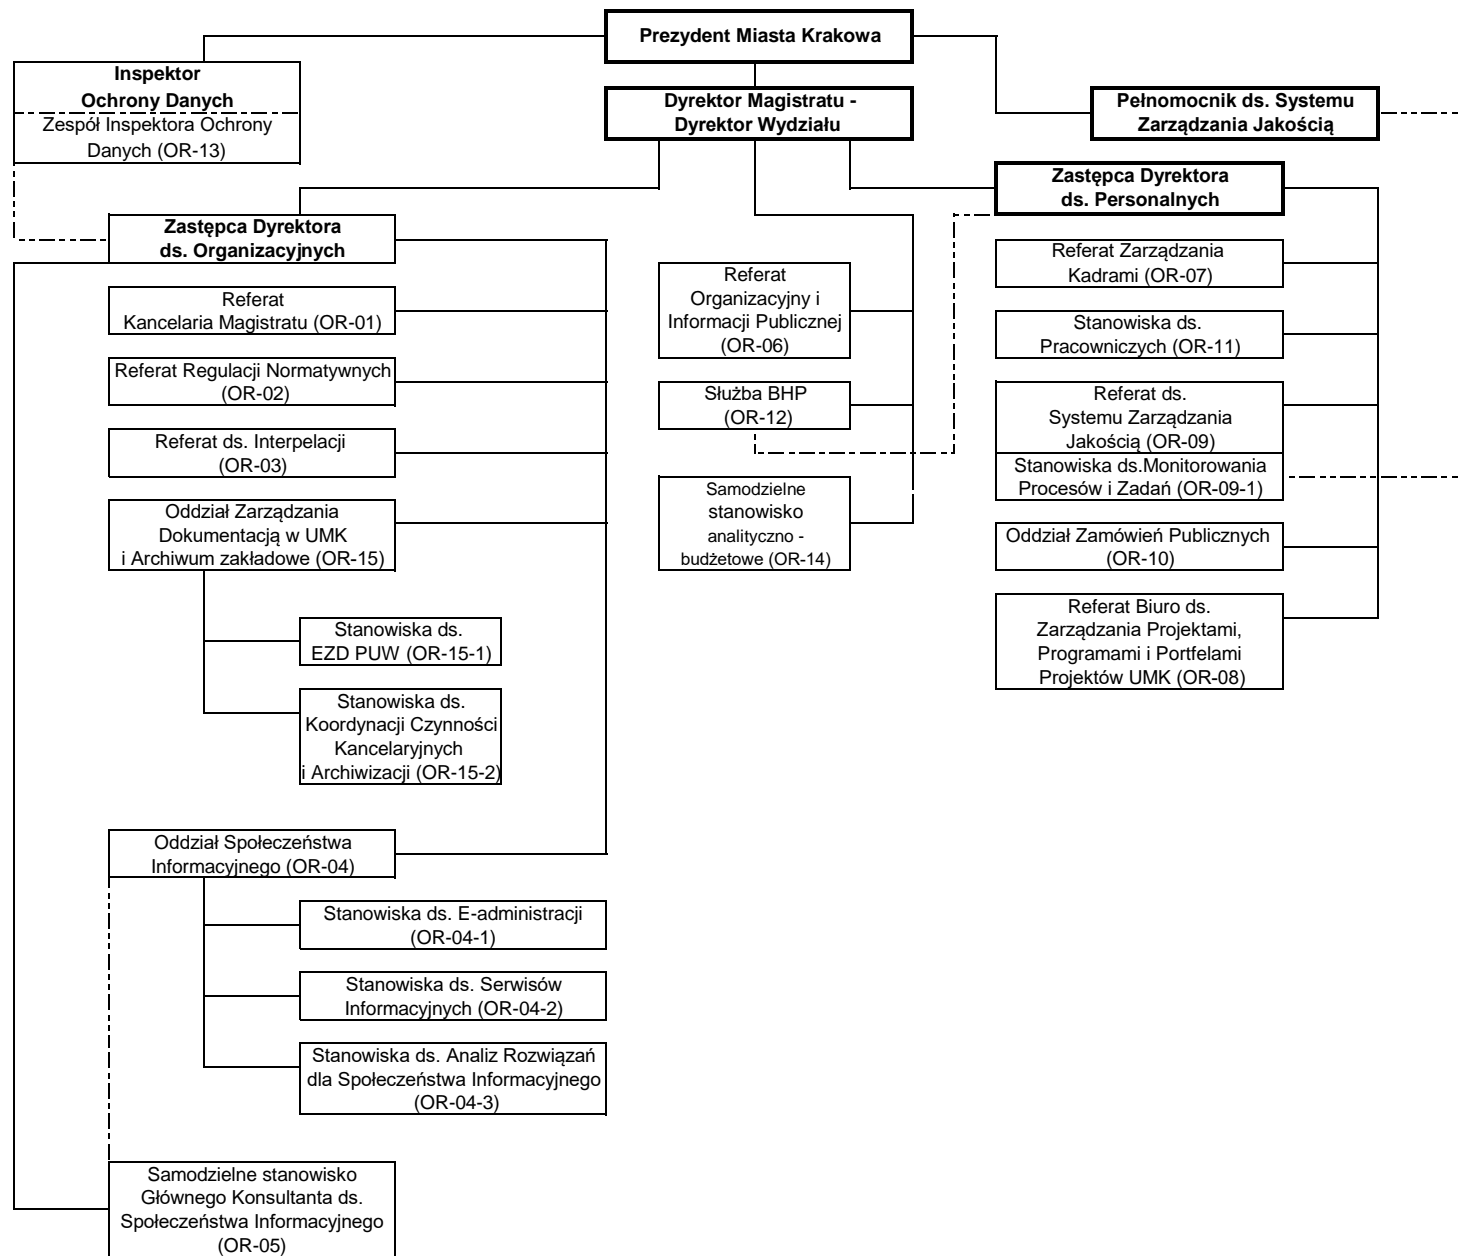 Prezydent Miasta Krakowa
Inspektor
Ochrony Danych
Zespół Inspektora Ochrony
Danych (OR-13)
Dyrektor Magistratu -
Dyrektor Wydziału
Pełnomocnik ds. Systemu
Zarządzania Jakością
Zastępca Dyrektora
ds. Organizacyjnych
Referat
Kancelaria Magistratu (OR-01)
Referat Regulacji Normatywnych
(OR-02)
Referat ds. Interpelacji
(OR-03)
Oddział Zarządzania
Dokumentacją w UMK
i Archiwum zakładowe (OR-15)
Stanowiska ds.
EZD PUW (OR-15-1)
Stanowiska ds.
Koordynacji Czynności
Kancelaryjnych
i Archiwizacji (OR-15-2)
Oddział Społeczeństwa
Informacyjnego (OR-04)
Stanowiska ds. E-administracji
(OR-04-1)
Stanowiska ds. Serwisów
Informacyjnych (OR-04-2)
Stanowiska ds. Analiz Rozwiązań
dla Społeczeństwa Informacyjnego
(OR-04-3)
Samodzielne stanowisko
Głównego Konsultanta ds.
Społeczeństwa Informacyjnego
(OR-05)
Referat
Organizacyjny i
Informacji Publicznej
(OR-06)
Służba BHP
(OR-12)
Samodzielne
stanowisko
analityczno -
budżetowe (OR-14)
Zastępca Dyrektora
ds. Personalnych
Referat Zarządzania
Kadrami (OR-07)
Stanowiska ds.
Pracowniczych (OR-11)
Referat ds.
Systemu Zarządzania
Jakością (OR-09)
Stanowiska ds.Monitorowania
Procesów i Zadań (OR-09-1)
Oddział Zamówień Publicznych
(OR-10)
Referat Biuro ds.
Zarządzania Projektami,
Programami i Portfelami
Projektów UMK (OR-08)